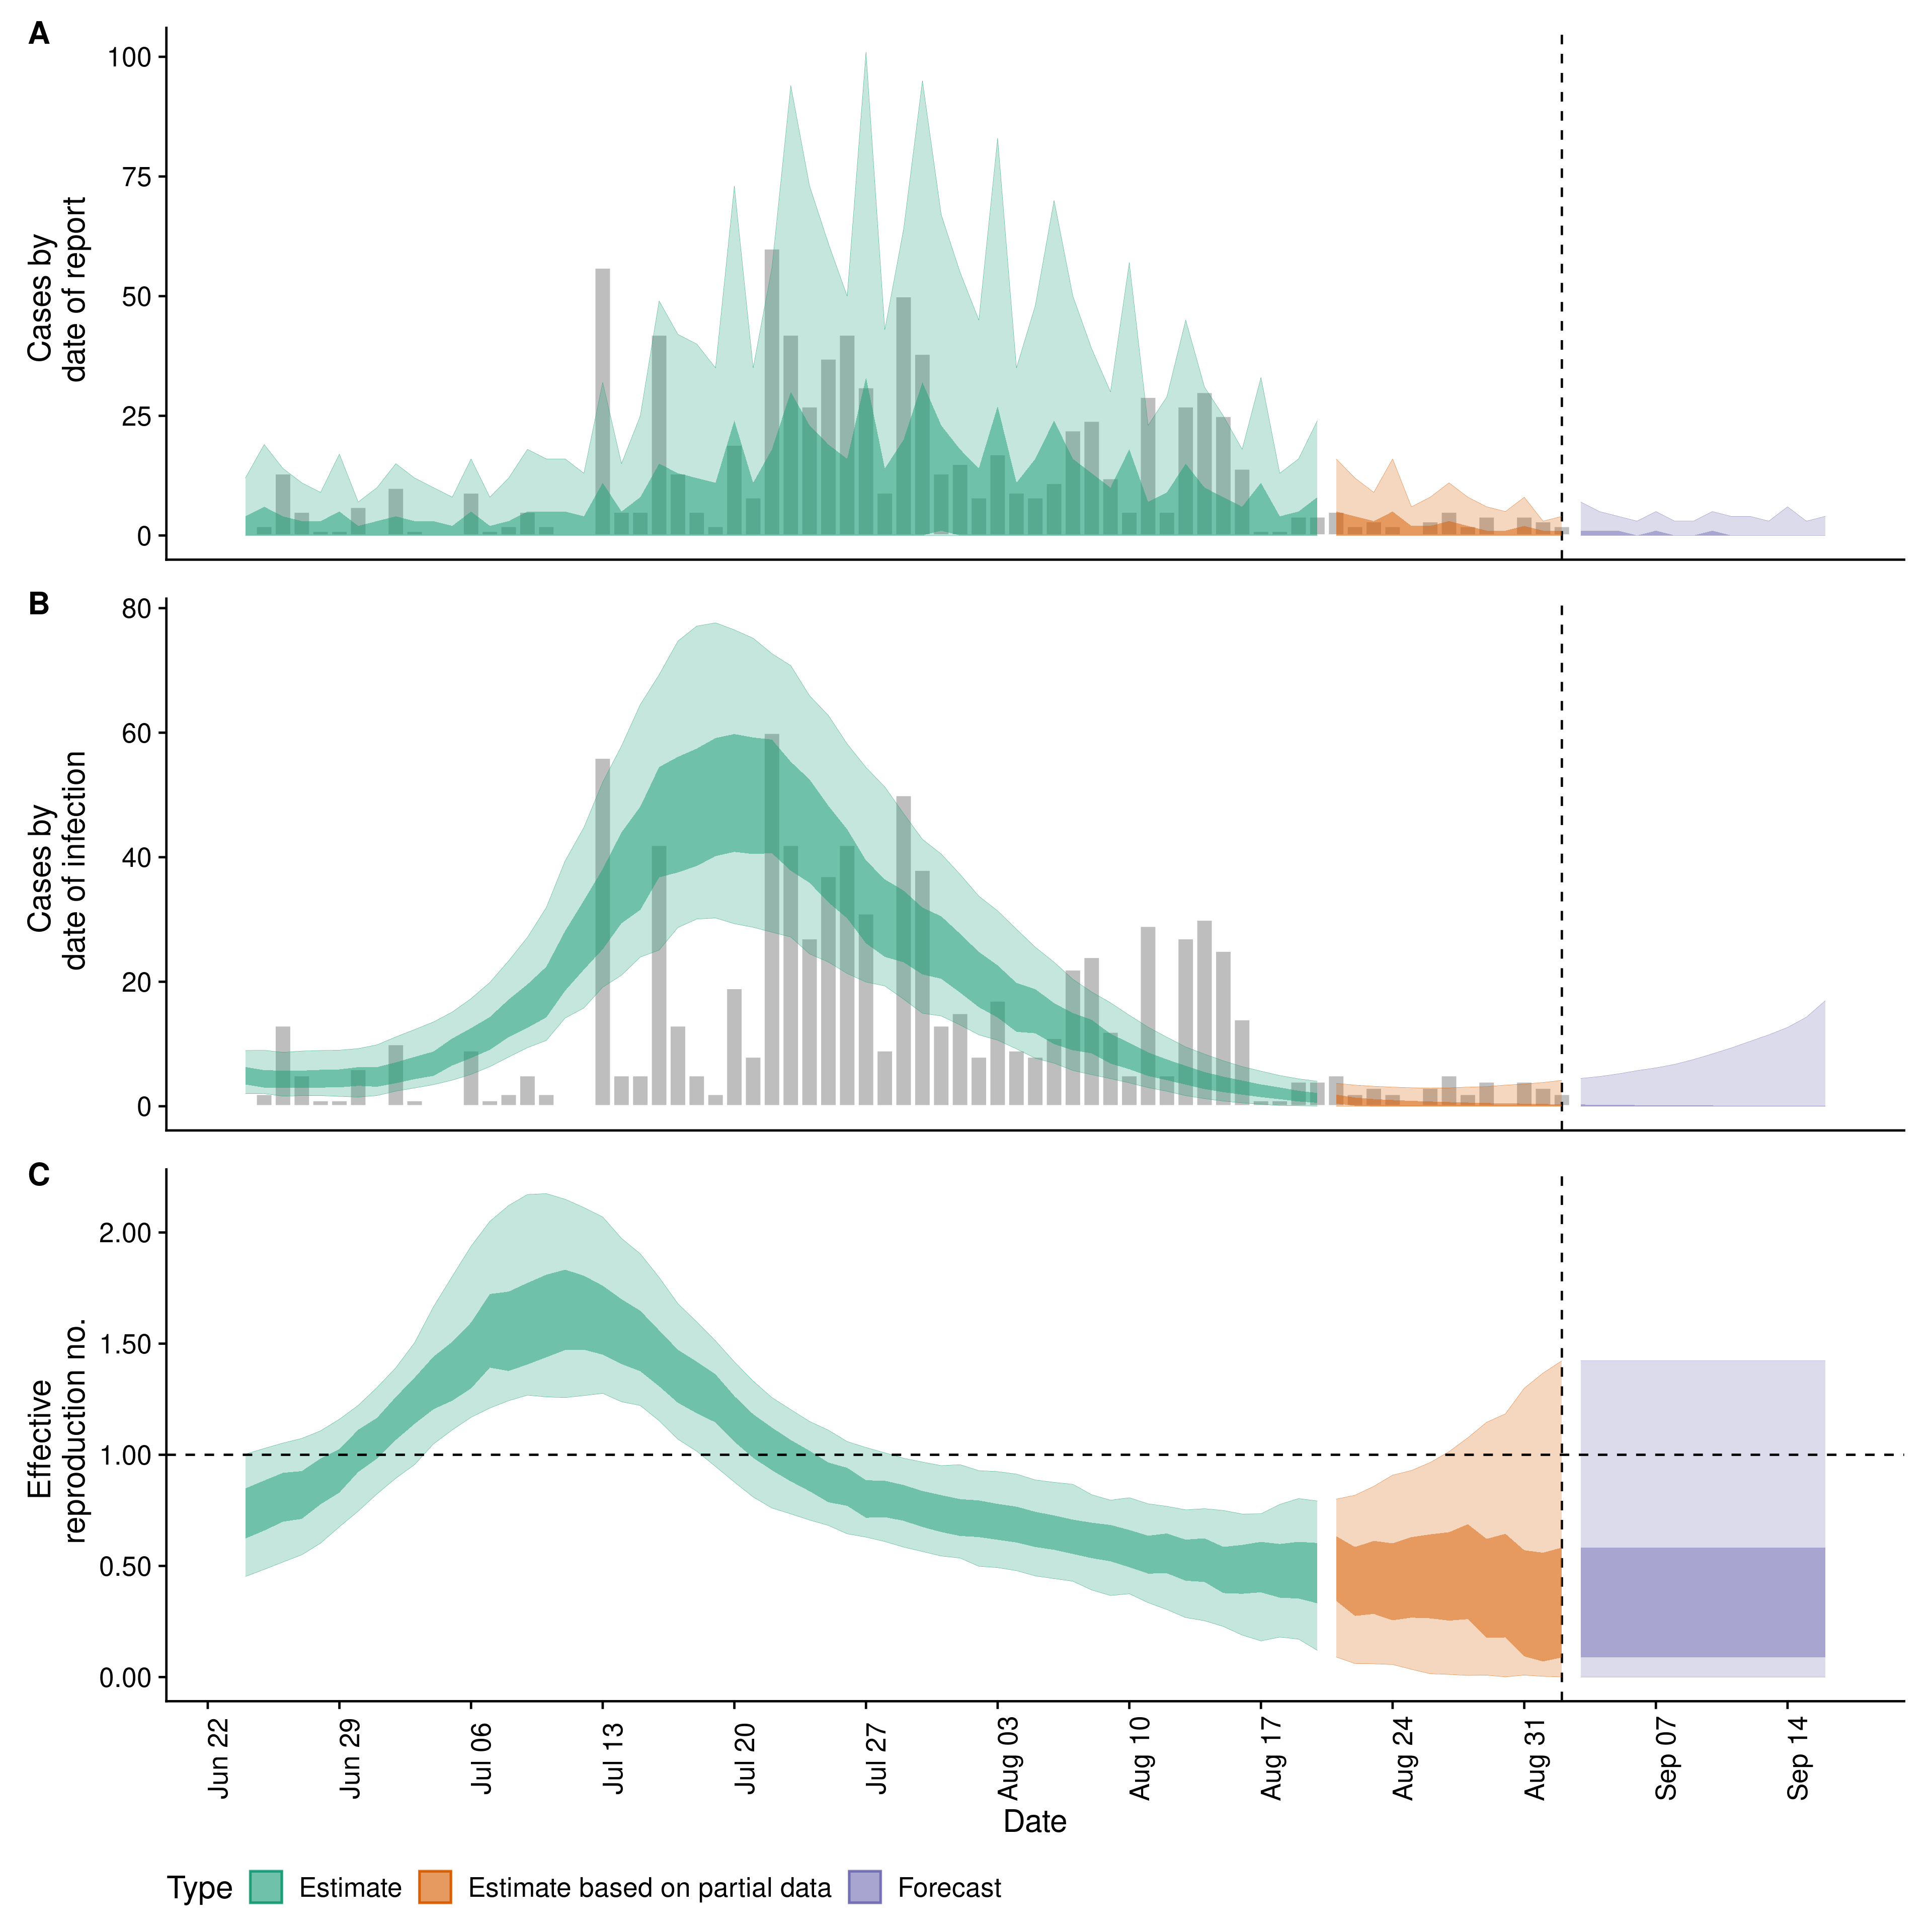 A
100
75
50
25
0
Cases by
date of report
B
80
60
40
20
0
Cases by
date of infection
C
2.00
1.50
1.00
0.50
0.00
Effective
reproduction no.
Jun 22
Jun 29
Jul 06
Jul 13
Jul 20
Jul 27
Aug 03
Aug 10
Aug 17
Aug 24
Aug 31
Sep 07
Sep 14
Date
Type Estimate Estimate based on partial data Forecast